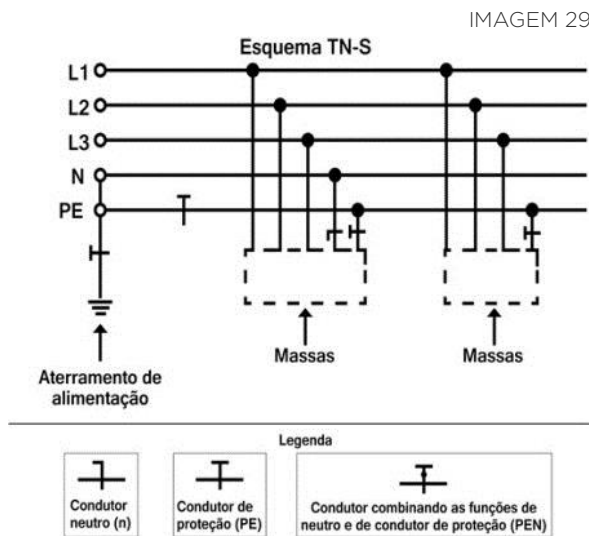 IMAGEM 29
Esquema TN-S
L1
L2
L3
N
PE
Massas
Massas
Aterramento de
alimentação
Legenda
Condutor
neutro (n)
Condutor de
proteção (PE)
Condutor combinando as funções de
neutro e de condutor de proteção (PEN)